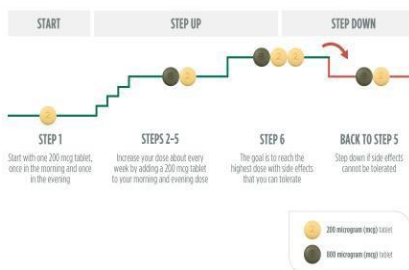 START
STEP UP
STEP DOWN
STEP 1
Start with one 200 mcg tablet,
once in the morning and once
in the evening
STEPS 2-5
Increase your dose about every
week by adding a 200 mcg tablet
to your morning and evening dose
STEP 6
The goal is to reach the
highest dose with side effects
that you can tolerate
BACK TO STEP 5
Step down if side effects
cannot be tolerated
200 microgram (mcg) tablet
800 microgram (mcg) tablet